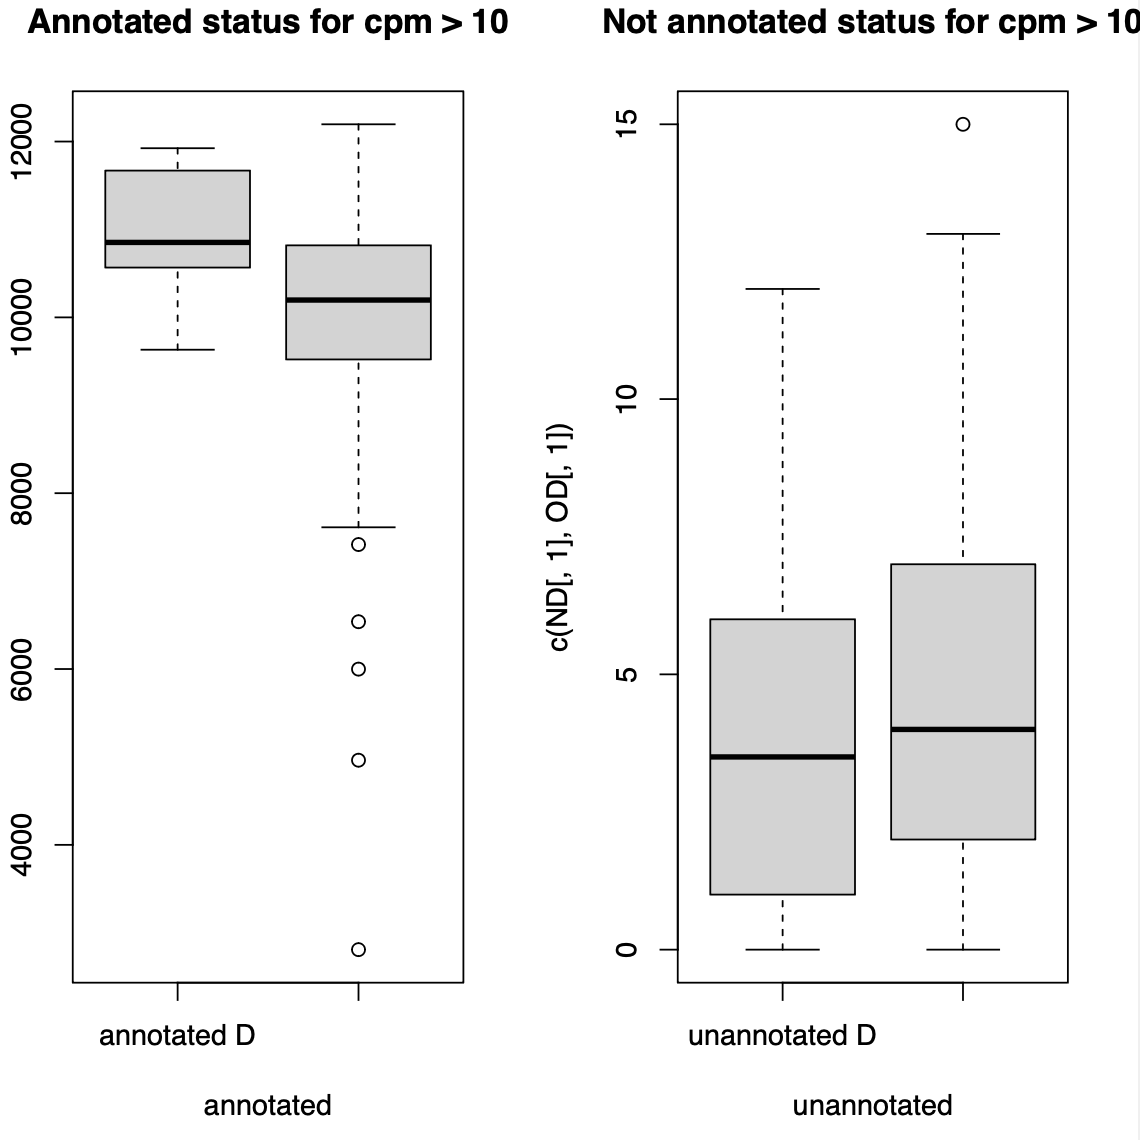 Annotated status for cpm > 10
12000
10000
8000
6000
4000
annotated D
annotated
Not annotated status for cpm > 10
c(ND[, 1], OD[, 1])
15
10
5
0
unannotated D
unannotated